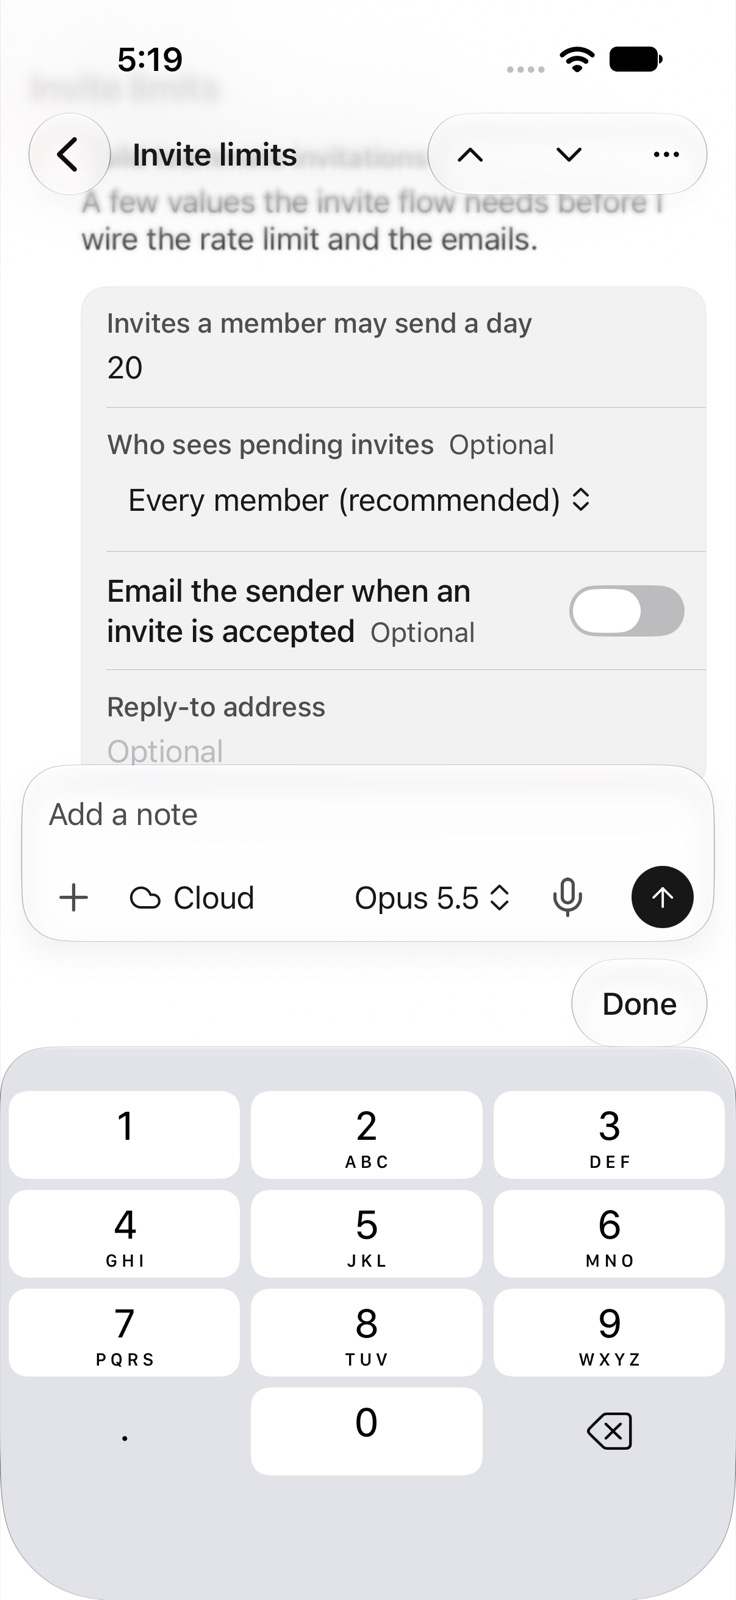 5:19
Invite limits
Invite limits
invitations
A few values the invite flow needs before I
wire the rate limit and the emails.
Invites a member may send a day
20
Who sees pending invites Optional
Every member (recommended)
Email the sender when an
invite is accepted Optional
Reply-to address
Optional
Add a note
Cloud
Opus 5.5
Done
1
2
ABC
3
DEF
4
GHI
5
JKL
6
MNO
7
PQRS
8
TUV
9
WXYZ
.
0